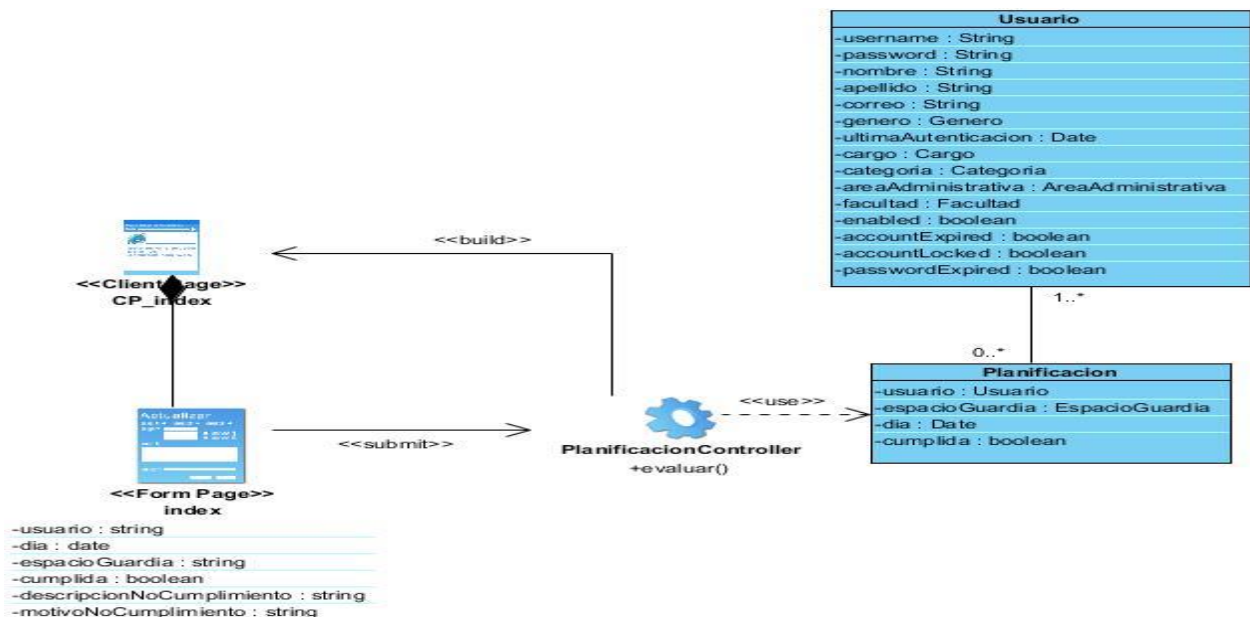 Usuario
-username : String
-password : String
-nombre : String
-apellido : String
-correo : String
-genero : Genero
-ultimaAutenticacion : Date
-cargo : Cargo
-categoria : Categoria
-areaAdministrativa : AreaAdministrativa
-facultad : Facultad
-enabled : boolean
-accountExpired : boolean
-accountLocked : boolean
-passwordExpired : boolean
1..*
0..*
<<build>>
<<Client Page>>
CP_index
Planificacion
-usuario : Usuario
-espacioGuardia : EspacioGuardia
-dia : Date
-cumplida : boolean
<<use>>
Actualizar
<<submit>>
PlanificacionController
+evaluar()
<<Form Page>>
index
-usuario : string
-dia : date
-espacioGuardia : string
-cumplida : boolean
-descripcionNoCumplimiento : string
-motivoNoCumplimiento : string